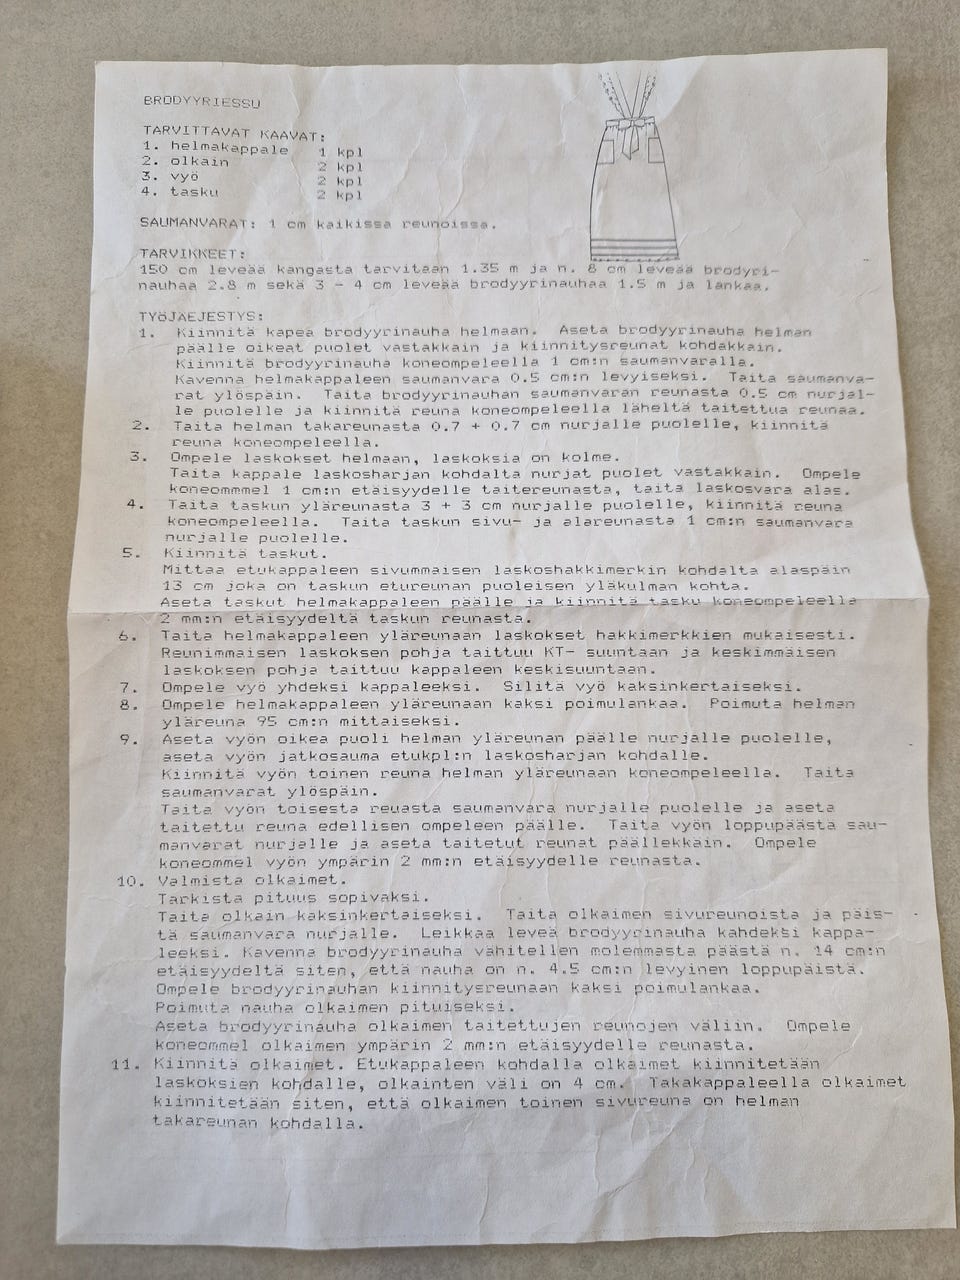 BRODYYRIESSU
TARVITTAVAT KAAVAT:
1. helmakappale 1 kpl
2. olkain 2 kpl
3. vyö 2 kpl
4. tasku 2 kpl
SAUMANVARAT: 1 cm kaikissa reunoissa.
TARVIKKEET:
150 cm leveää kangasta tarvitaan 1.35 m ja n. 8 cm leveää brodyri-
nauhaa 2.8 m sekä 3 - 4 cm leveää brodyyrinauhaa 1.5 m ja lankaa.
TYÖJAEJESTYS:
1. Kiinnitä kapea brodyyrinauha helmaan. Aseta brodyyrinauha helman
päälle oikeat puolet vastakkain ja kiinnitysreunat kohdakkain.
Kiinnitä brodyyrinauha koneompeleella 1 cm:n saumanvaralla.
Kavenna helmakappaleen saumanvara 0.5 cm:n levyiseksi. Taita saumanva-
rat ylöspäin. Taita brodyyrinauhan saumanvaran reunasta 0.5 cm nurjal-
le puolelle ja kiinnitä reuna koneompeleella läheltä taitettua reunaa.
2. Taita helman takareunasta 0.7 + 0.7 cm nurjalle puolelle, kiinnitä
reuna koneompeleella.
3. Ompele laskokset helmaan, laskoksia on kolme.
Taita kappale laskosharjan kohdalta nurjat puolet vastakkain. Ompele
koneommmel 1 cm:n etäisyydelle taitereunasta, taita laskosvara alas.
4. Taita taskun yläreunasta 3 + 3 cm nurjalle puolelle, kiinnitä reuna
koneompeleella. Taita taskun sivu- ja alareunasta 1 cm:n saumanvara
nurjalle puolelle.
5. Kiinnitä taskut.
Mittaa etukappaleen sivummaisen laskoshakkimerkin kohdalta alaspäin
13 cm joka on taskun etureunan puoleisen yläkulman kohta.
Aseta taskut helmakappaleen päälle ja kiinnitä tasku koneompeleella
2 mm:n etäisyydeltä taskun reunasta.
6. Taita helmakappaleen yläreunaan laskokset hakkimerkkien mukaisesti.
Reunimmaisen laskoksen pohja taittuu KT- suuntaan ja keskimmäisen
laskoksen pohja taittuu kappaleen keskisuuntaan.
7. Ompele vyö yhdeksi kappaleeksi. Silitä vyö kaksinkertaiseksi.
8. Ompele helmakappaleen yläreunaan kaksi poimulankaa. Poimuta helman
yläreuna 95 cm:n mittaiseksi.
9. Aseta vyön oikea puoli helman yläreunan päälle nurjalle puolelle,
aseta vyön jatkosauma etukpl:n laskosharjan kohdalle.
Kiinnitä vyön toinen reuna helman yläreunaan koneompeleella. Taita
saumanvarat ylöspäin.
Taita vyön toisesta reuasta saumanvara nurjalle puolelle ja aseta
taitettu reuna edellisen ompeleen päälle. Taita vyön loppupäästä sau-
manvarat nurjalle ja aseta taitetut reunat päällekkäin. Ompele
koneommel vyön ympärin 2 mm:n etäisyydelle reunasta.
10. Valmista olkaimet.
Tarkista pituus sopivaksi.
Taita olkain kaksinkertaiseksi. Taita olkaimen sivureunoista ja päis-
tä saumanvara nurjalle. Leikkaa leveä brodyyrinauha kahdeksi kappa-
leeksi. Kavenna brodyyrinauha vähitellen molemmasta päästä n. 14 cm:n
etäisyydeltä siten, että nauha on n. 4.5 cm:n levyinen loppupäistä.
Ompele brodyyrinauhan kiinnitysreunaan kaksi poimulankaa.
Poimuta nauha olkaimen pituiseksi.
Aseta brodyyrinauha olkaimen taitettujen reunojen väliin. Ompele
koneommel olkaimen ympärin 2 mm:n etäisyydelle reunasta.
11. Kiinnitä olkaimet. Etukappaleen kohdalla olkaimet kiinnitetään
laskoksien kohdalle, olkainten väli on 4 cm. Takakappaleella olkaimet
kiinnitetään siten, että olkaimen toinen sivureuna on helman
takareunan kohdalla.